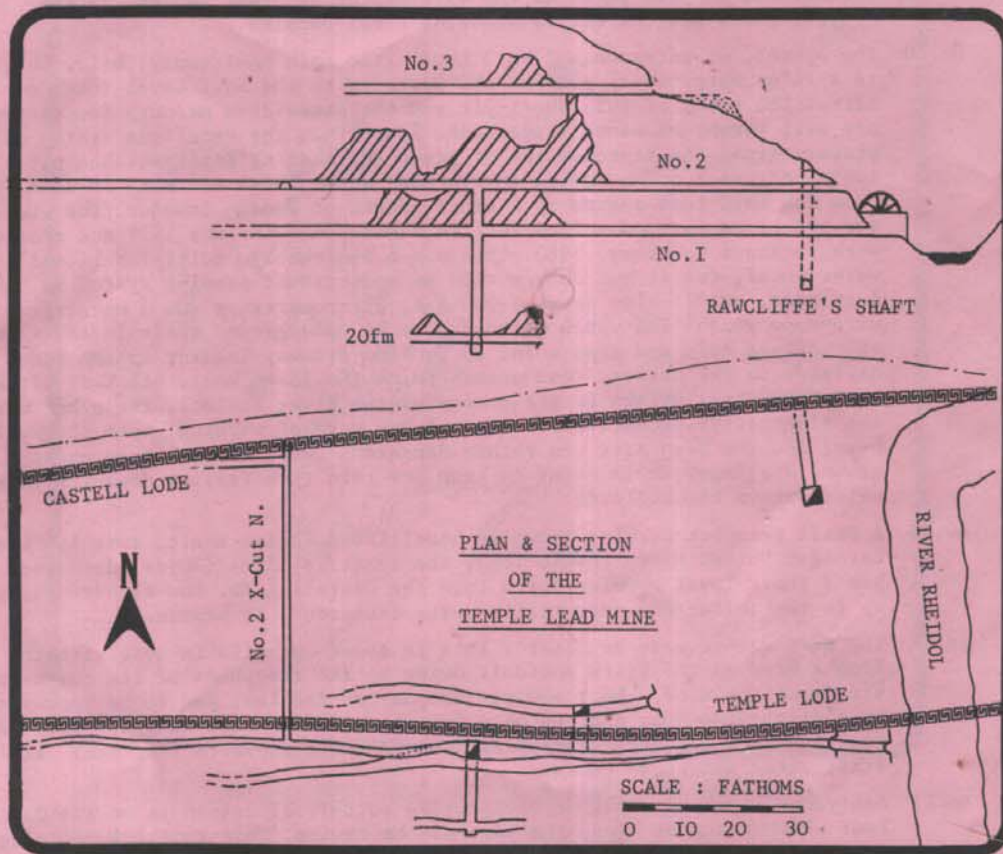 No.3
No.2
No.I
RAWCLIFFE'S SHAFT
20fm
CASTELL LODE
No.2 X-Cut N.
N
PLAN & SECTION
OF THE
TEMPLE LEAD MINE
RIVER RHEIDOL
TEMPLE LODE
SCALE : FATHOMS
0 I0 20 30